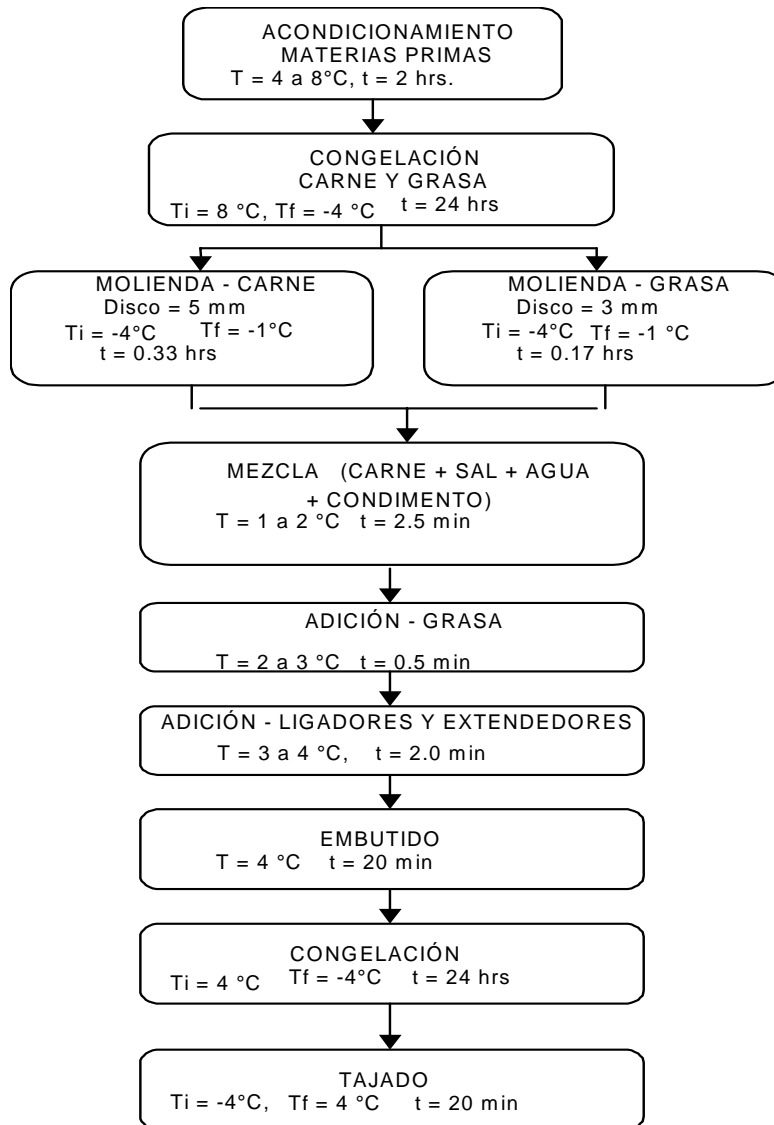 ACONDICIONAMIENTO
MATERIAS PRIMAS
T = 4 a 8°C, t = 2 hrs.
CONGELACIÓN
CARNE Y GRASA
Ti = 8 °C, Tf = -4 °C t = 24 hrs
MOLIENDA - CARNE
Disco = 5 mm
Ti = -4°C Tf = -1°C
t = 0.33 hrs
MOLIENDA - GRASA
Disco = 3 mm
Ti = -4°C Tf = -1 °C
t = 0.17 hrs
MEZCLA (CARNE + SAL + AGUA
+ CONDIMENTO)
T = 1 a 2 °C t = 2.5 min
ADICIÓN - GRASA
T = 2 a 3 °C t = 0.5 min
ADICIÓN - LIGADORES Y EXTENDEDORES
T = 3 a 4 °C, t = 2.0 min
EMBUTIDO
T = 4 °C t = 20 min
CONGELACIÓN
Ti = 4 °C Tf = -4°C t = 24 hrs
TAJADO
Ti = -4°C, Tf = 4 °C t = 20 min